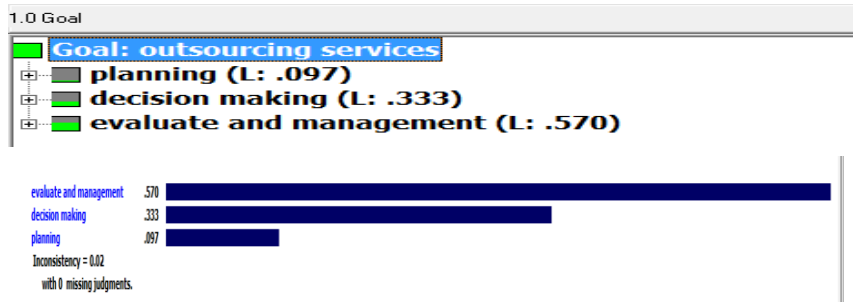 1.0 Goal
Goal: outsourcing services
planning (L: .097)
decision making (L: .333)
evaluate and management (L: .570)
evaluate and management .570
decision making .333
planning .097
Inconsistency = 0.02
with 0 missing judgments.